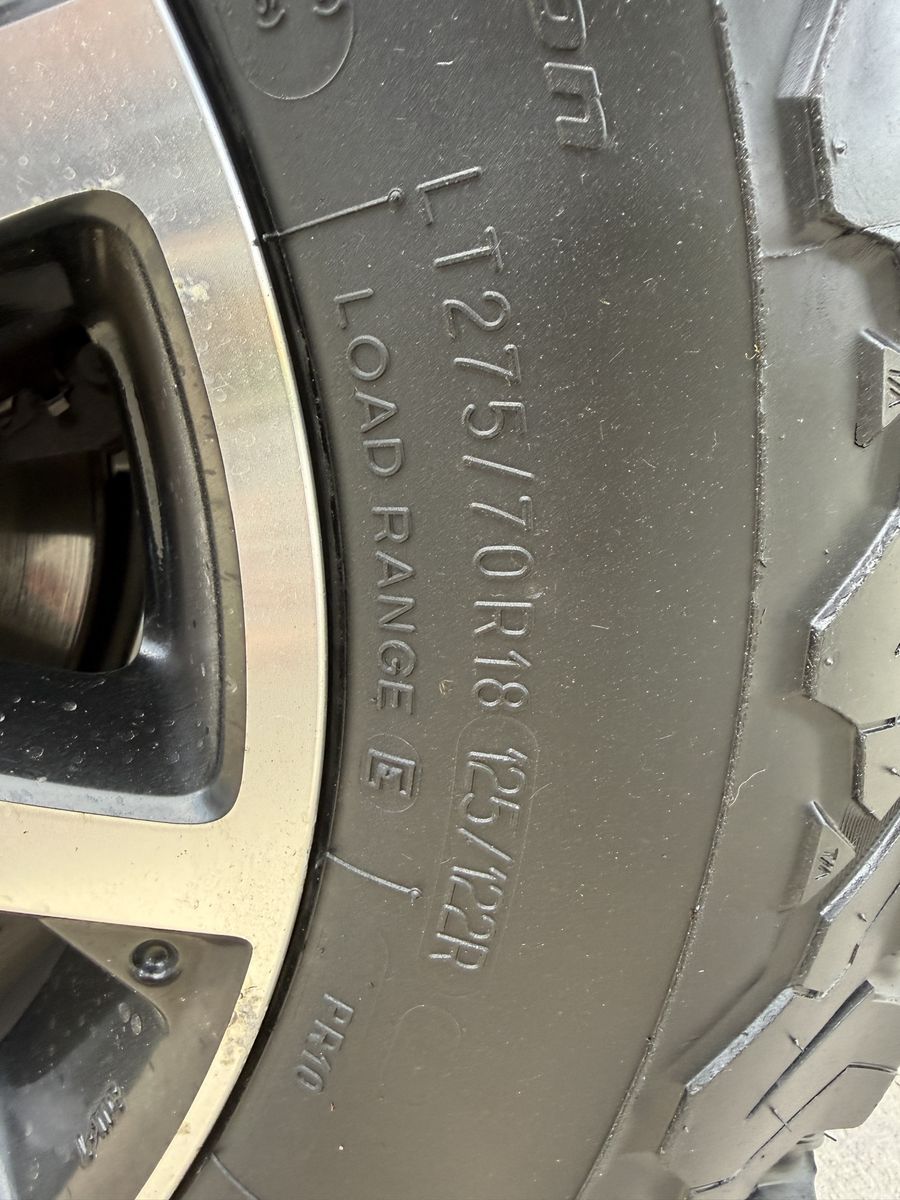 LT275/70R18 125/122R
LOAD RANGE E
PR10